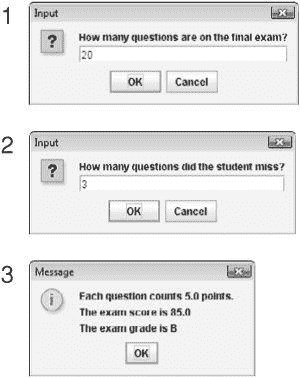 1
Input
How many questions are on the final exam?
20
OK Cancel
2
Input
How many questions did the student miss?
3
OK Cancel
3
Message
Each question counts 5.0 points.
The exam score is 85.0
The exam grade is B
OK